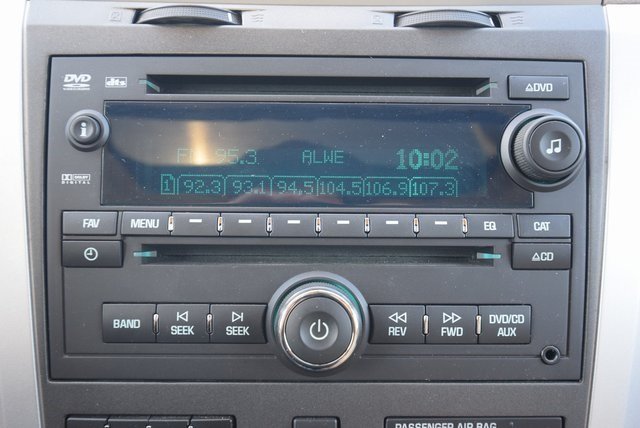 DVD
dts
△DVD
i
FM 95.3 ALWE 10:02
DOLBY
DIGITAL
1 92.3 93.1 94.5 104.5 106.9 107.3
FAV MENU EQ CAT
△CD
BAND SEEK SEEK REV FWD DVD/CD
AUX
PASSENGER AIR BAG